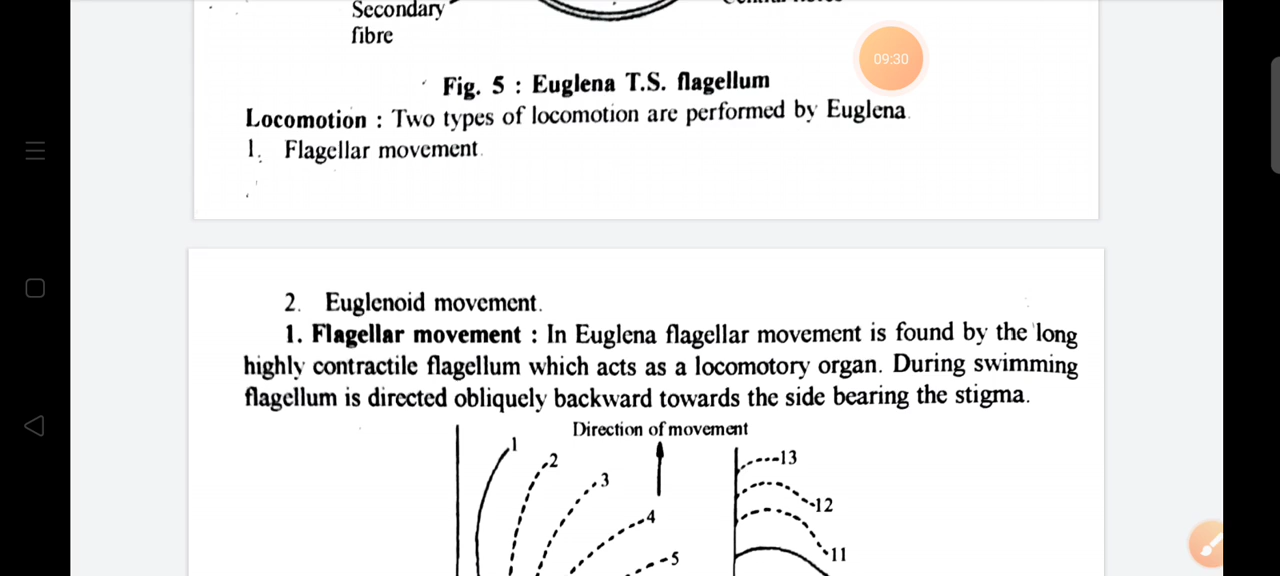 Secondary
fibre
09:30
Fig. 5 : Euglena T.S. flagellum
Locomotion : Two types of locomotion are performed by Euglena.
1. Flagellar movement.
2. Euglenoid movement.
1. Flagellar movement : In Euglena flagellar movement is found by the long
highly contractile flagellum which acts as a locomotory organ. During swimming
flagellum is directed obliquely backward towards the side bearing the stigma.
Direction of movement
1
2
3
4
5
13
12
11